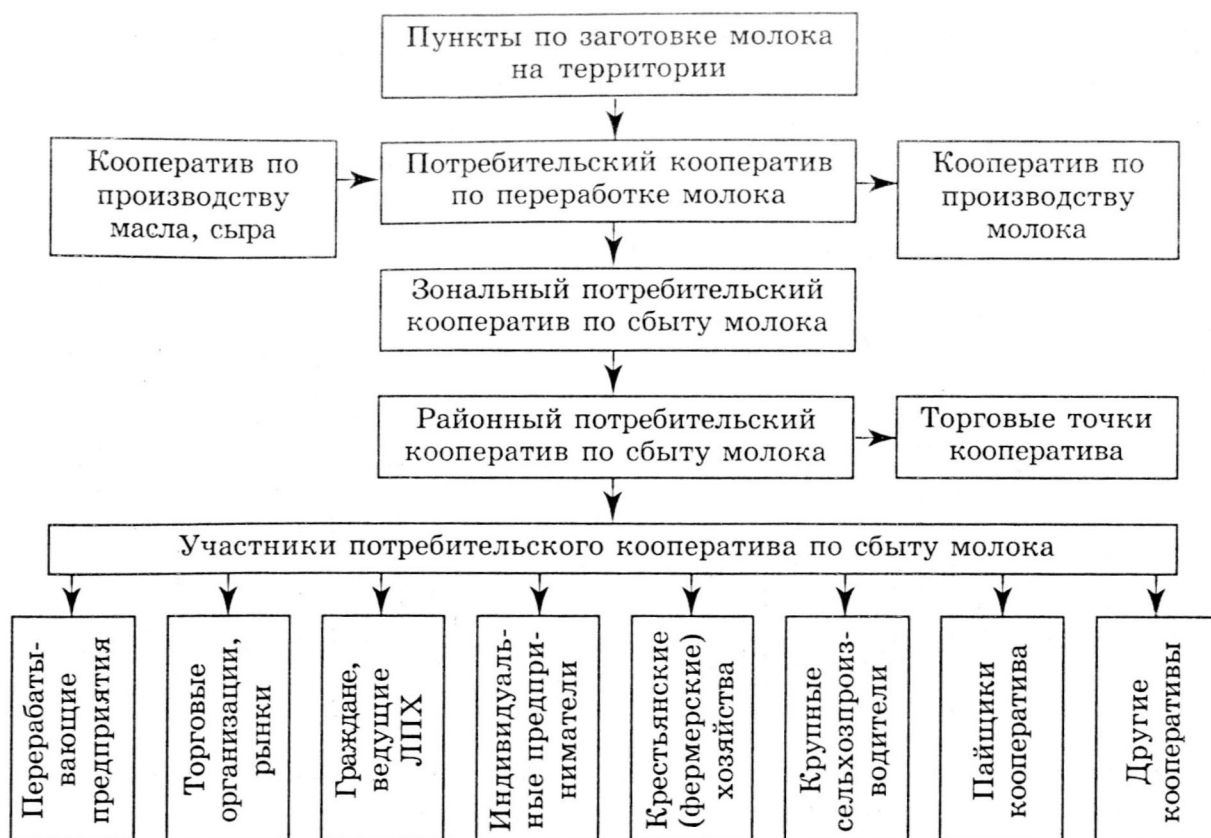 Пункты по заготовке молока
на территории
Кооператив по
производству
масла, сыра
Потребительский кооператив
по переработке молока
Кооператив по
производству
молока
Зональный потребительский
кооператив по сбыту молока
Районный потребительский
кооператив по сбыту молока
Торговые точки
кооператива
Участники потребительского кооператива по сбыту молока
Перерабаты-
вающие
предприятия
Торговые
организации,
рынки
Граждане,
ведущие
ЛПХ
Индивидуаль-
ные предпри-
ниматели
Крестьянские
(фермерские)
хозяйства
Крупные
сельхозпроиз-
водители
Пайщики
кооператива
Другие
кооперативы